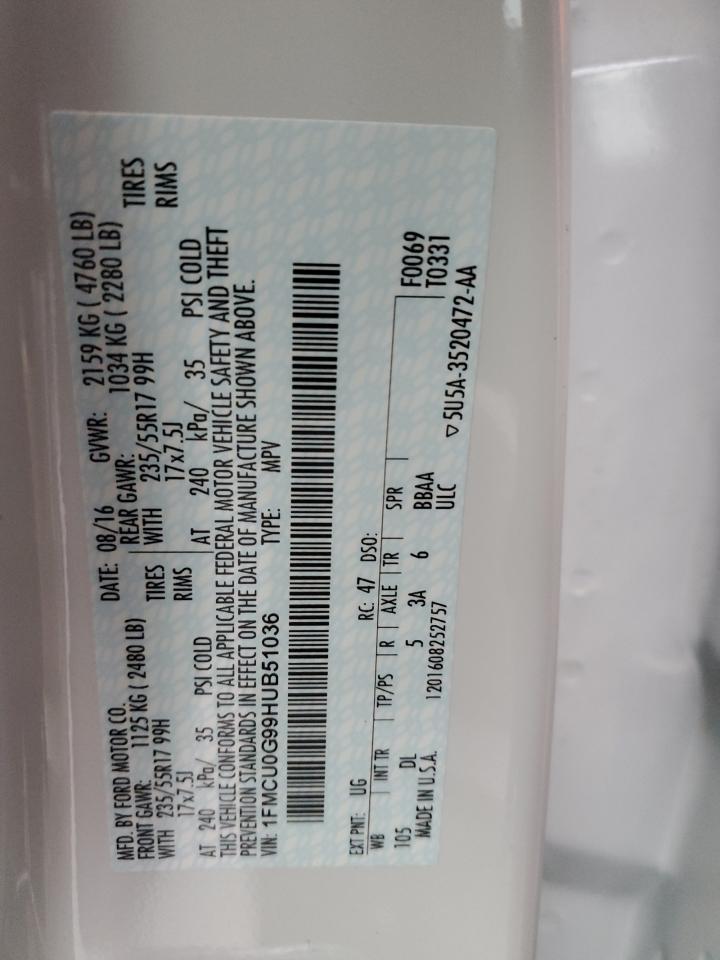 MFD. BY FORD MOTOR CO.
DATE: 08/16 GVWR: 2159 KG ( 4760 LB)
FRONT GAWR: 1125 KG ( 2480 LB) REAR GAWR: 1034 KG ( 2280 LB)
WITH 235/55R17 99H TIRES WITH 235/55R17 99H TIRES
17x7.5J RIMS 17x7.5J RIMS
AT 240 kPa/ 35 PSI COLD AT 240 kPa/ 35 PSI COLD
THIS VEHICLE CONFORMS TO ALL APPLICABLE FEDERAL MOTOR VEHICLE SAFETY AND THEFT
PREVENTION STANDARDS IN EFFECT ON THE DATE OF MANUFACTURE SHOWN ABOVE.
VIN: 1FMCU0G99HUB51036 TYPE: MPV
EXT PNT: UG RC: 47 DSO:
WB INT TR TP/PS R AXLE TR SPR F0069
105 DL 5 3A 6 BBAA T0331
MADE IN U.S.A. 1201608252757 ULC ▽5U5A-3520472-AA